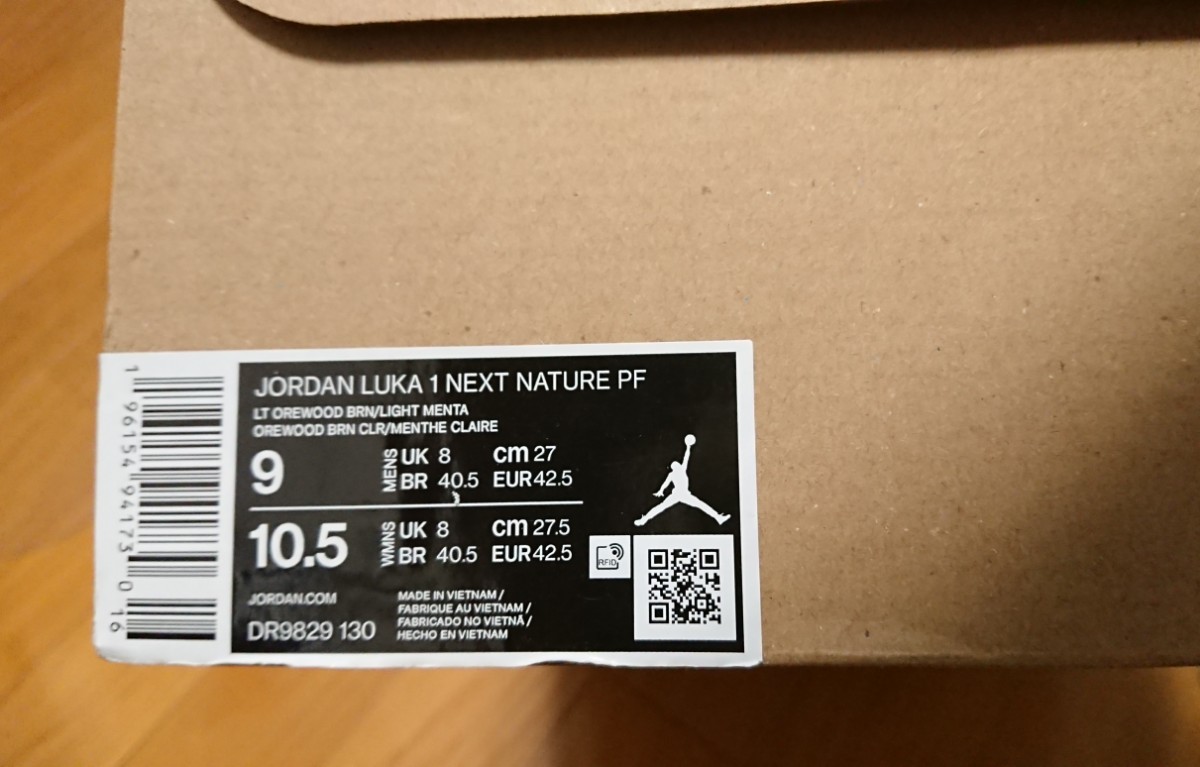 JORDAN LUKA 1 NEXT NATURE PF
LT OREWOOD BRN/LIGHT MENTA
OREWOOD BRN CLR/MENTHE CLAIRE
9
MENS
UK 8 cm 27
BR 40.5 EUR 42.5
10.5
WMNS
UK 8 cm 27.5
BR 40.5 EUR 42.5
RFID
JORDAN.COM
DR9829 130
MADE IN VIETNAM /
FABRIQUE AU VIETNAM /
FABRICADO NO VIETNÃ /
HECHO EN VIETNAM
1 96154 94173 0 16